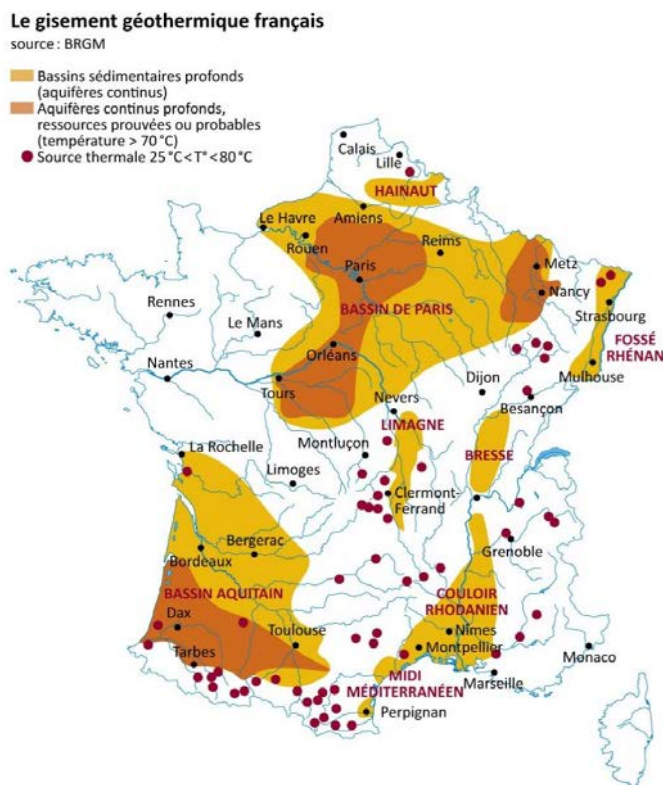 Le gisement géothermique français
source : BRGM
Bassins sédimentaires profonds
(aquifères continus)
Aquifères continus profonds,
ressources prouvées ou probables
(température > 70 °C)
Source thermale 25 °C < T° < 80 °C
Calais
Lille
HAINAUT
Amiens
Le Havre
Rouen
Reims
Paris
Metz
Nancy
BASSIN DE PARIS
Strasbourg
Rennes
Le Mans
FOSSÉ
RHÉNAN
Orléans
Mulhouse
Nantes
Tours
Dijon
Besançon
Nevers
LIMAGNE
BRESSE
Montluçon
La Rochelle
Limoges
Clermont-
Ferrand
Grenoble
Bergerac
Bordeaux
BASSIN AQUITAIN
COULOIR
RHODANIEN
Dax
Toulouse
Nîmes
Montpellier
Monaco
Tarbes
MIDI
MÉDITERRANÉEN
Marseille
Perpignan